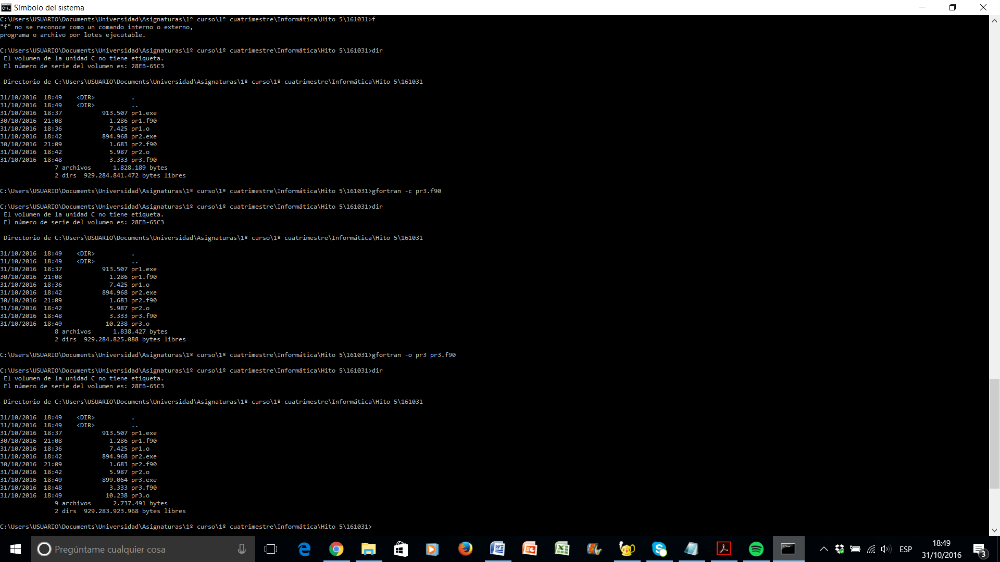 Símbolo del sistema
C:\Users\USUARIO\Documents\Universidad\Asignaturas\1º curso\1º cuatrimestre\Informática\Hito 5\161031>f
"f" no se reconoce como un comando interno o externo,
programa o archivo por lotes ejecutable.
C:\Users\USUARIO\Documents\Universidad\Asignaturas\1º curso\1º cuatrimestre\Informática\Hito 5\161031>dir
El volumen de la unidad C no tiene etiqueta.
El número de serie del volumen es: 28EB-65C3
Directorio de C:\Users\USUARIO\Documents\Universidad\Asignaturas\1º curso\1º cuatrimestre\Informática\Hito 5\161031
31/10/2016  18:49    <DIR>          .
31/10/2016  18:49    <DIR>          ..
31/10/2016  18:37           913.507 pr1.exe
30/10/2016  21:08             1.286 pr1.f90
31/10/2016  18:36             7.425 pr1.o
31/10/2016  18:42           894.968 pr2.exe
30/10/2016  21:09             1.683 pr2.f90
31/10/2016  18:42             5.987 pr2.o
31/10/2016  18:48             3.333 pr3.f90
7 archivos      1.828.189 bytes
2 dirs  929.284.841.472 bytes libres
C:\Users\USUARIO\Documents\Universidad\Asignaturas\1º curso\1º cuatrimestre\Informática\Hito 5\161031>gfortran -c pr3.f90
C:\Users\USUARIO\Documents\Universidad\Asignaturas\1º curso\1º cuatrimestre\Informática\Hito 5\161031>dir
El volumen de la unidad C no tiene etiqueta.
El número de serie del volumen es: 28EB-65C3
Directorio de C:\Users\USUARIO\Documents\Universidad\Asignaturas\1º curso\1º cuatrimestre\Informática\Hito 5\161031
31/10/2016  18:49    <DIR>          .
31/10/2016  18:49    <DIR>          ..
31/10/2016  18:37           913.507 pr1.exe
30/10/2016  21:08             1.286 pr1.f90
31/10/2016  18:36             7.425 pr1.o
31/10/2016  18:42           894.968 pr2.exe
30/10/2016  21:09             1.683 pr2.f90
31/10/2016  18:42             5.987 pr2.o
31/10/2016  18:48             3.333 pr3.f90
31/10/2016  18:49            10.238 pr3.o
8 archivos      1.838.427 bytes
2 dirs  929.284.825.088 bytes libres
C:\Users\USUARIO\Documents\Universidad\Asignaturas\1º curso\1º cuatrimestre\Informática\Hito 5\161031>gfortran -o pr3 pr3.f90
C:\Users\USUARIO\Documents\Universidad\Asignaturas\1º curso\1º cuatrimestre\Informática\Hito 5\161031>dir
El volumen de la unidad C no tiene etiqueta.
El número de serie del volumen es: 28EB-65C3
Directorio de C:\Users\USUARIO\Documents\Universidad\Asignaturas\1º curso\1º cuatrimestre\Informática\Hito 5\161031
31/10/2016  18:49    <DIR>          .
31/10/2016  18:49    <DIR>          ..
31/10/2016  18:37           913.507 pr1.exe
30/10/2016  21:08             1.286 pr1.f90
31/10/2016  18:36             7.425 pr1.o
31/10/2016  18:42           894.968 pr2.exe
30/10/2016  21:09             1.683 pr2.f90
31/10/2016  18:42             5.987 pr2.o
31/10/2016  18:49           899.064 pr3.exe
31/10/2016  18:48             3.333 pr3.f90
31/10/2016  18:49            10.238 pr3.o
9 archivos      2.737.491 bytes
2 dirs  929.283.923.968 bytes libres
C:\Users\USUARIO\Documents\Universidad\Asignaturas\1º curso\1º cuatrimestre\Informática\Hito 5\161031>
Pregúntame cualquier cosa
ESP
18:49
31/10/2016
3